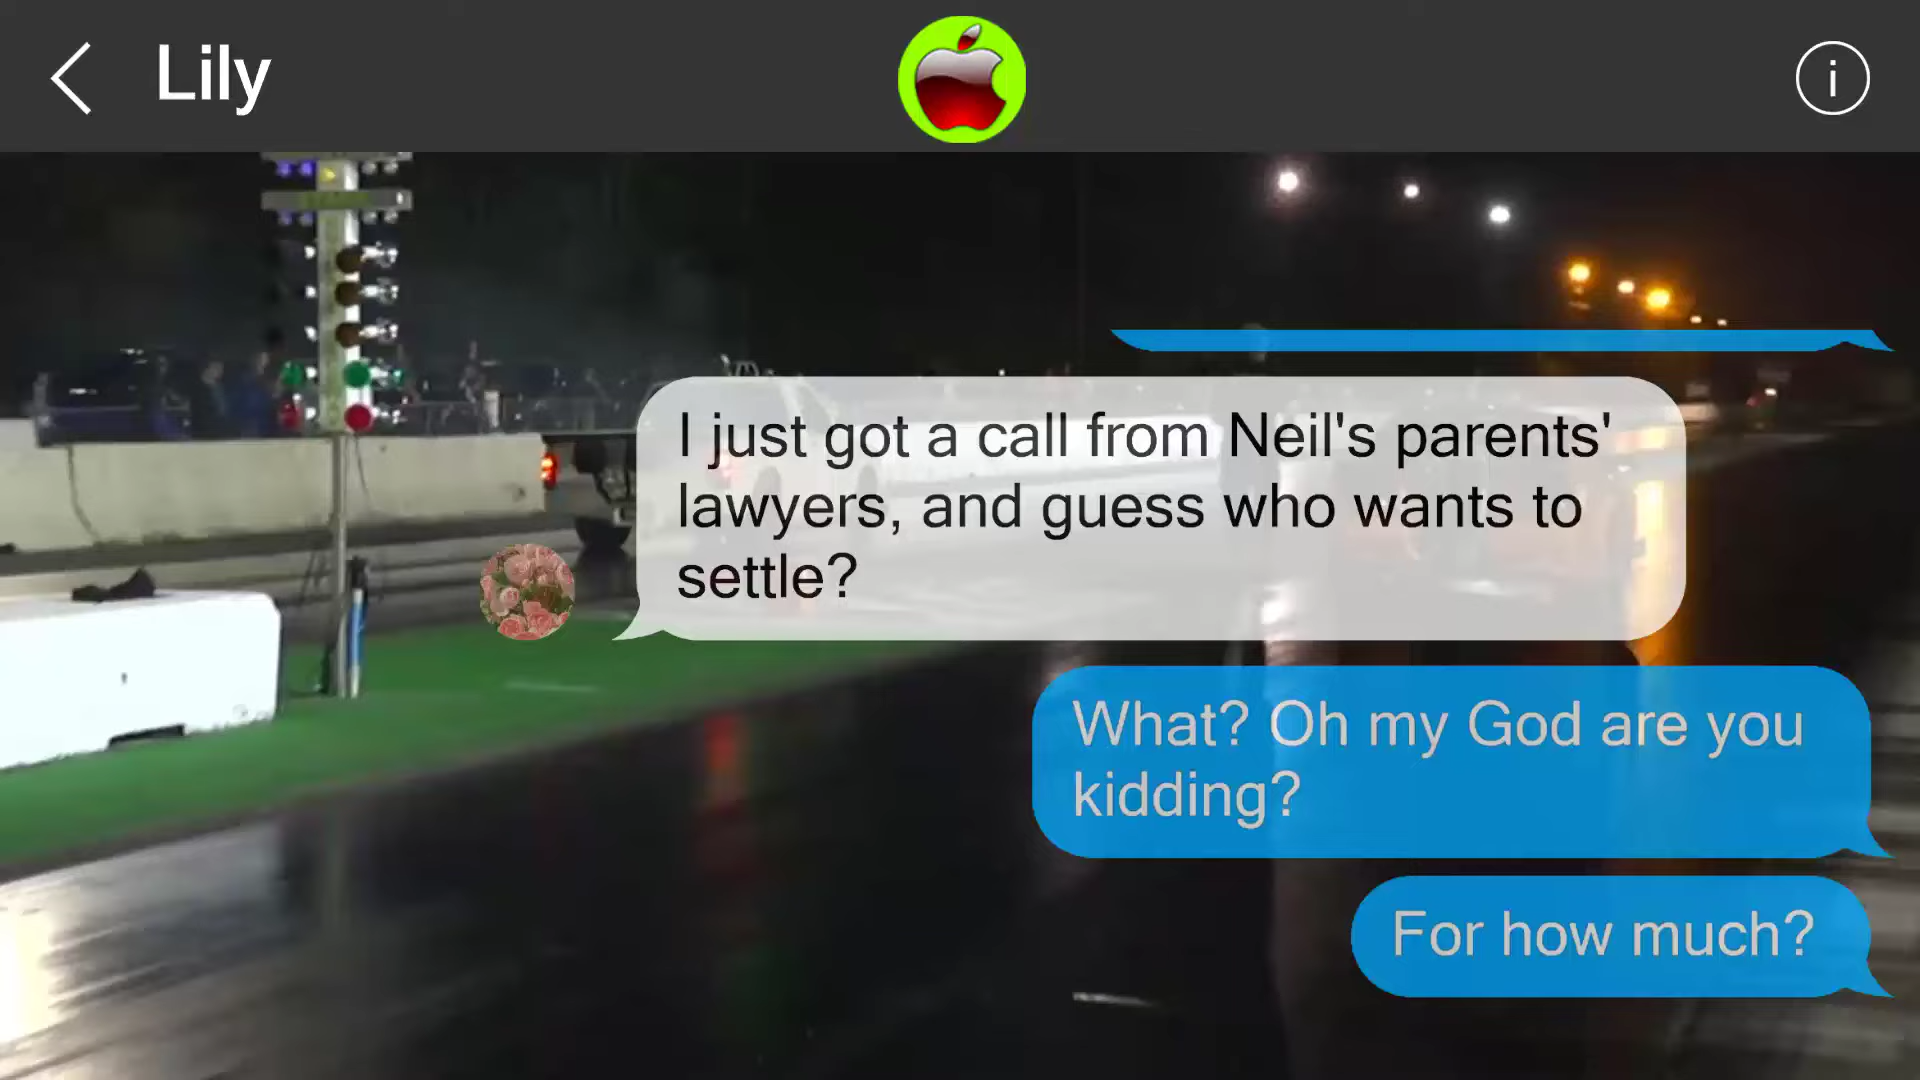 Lily
I just got a call from Neil's parents'
lawyers, and guess who wants to
settle?
What? Oh my God are you
kidding?
For how much?